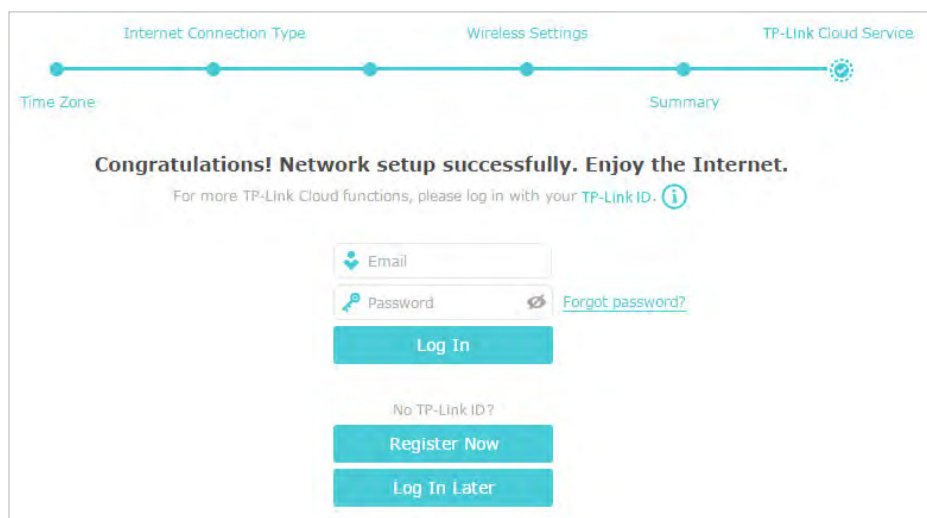 Internet Connection Type
Wireless Settings
TP-Link Cloud Service
Time Zone
Summary
Congratulations! Network setup successfully. Enjoy the Internet.
For more TP-Link Cloud functions, please log in with your TP-Link ID.
Email
Password
Forgot password?
Log In
No TP-Link ID?
Register Now
Log In Later